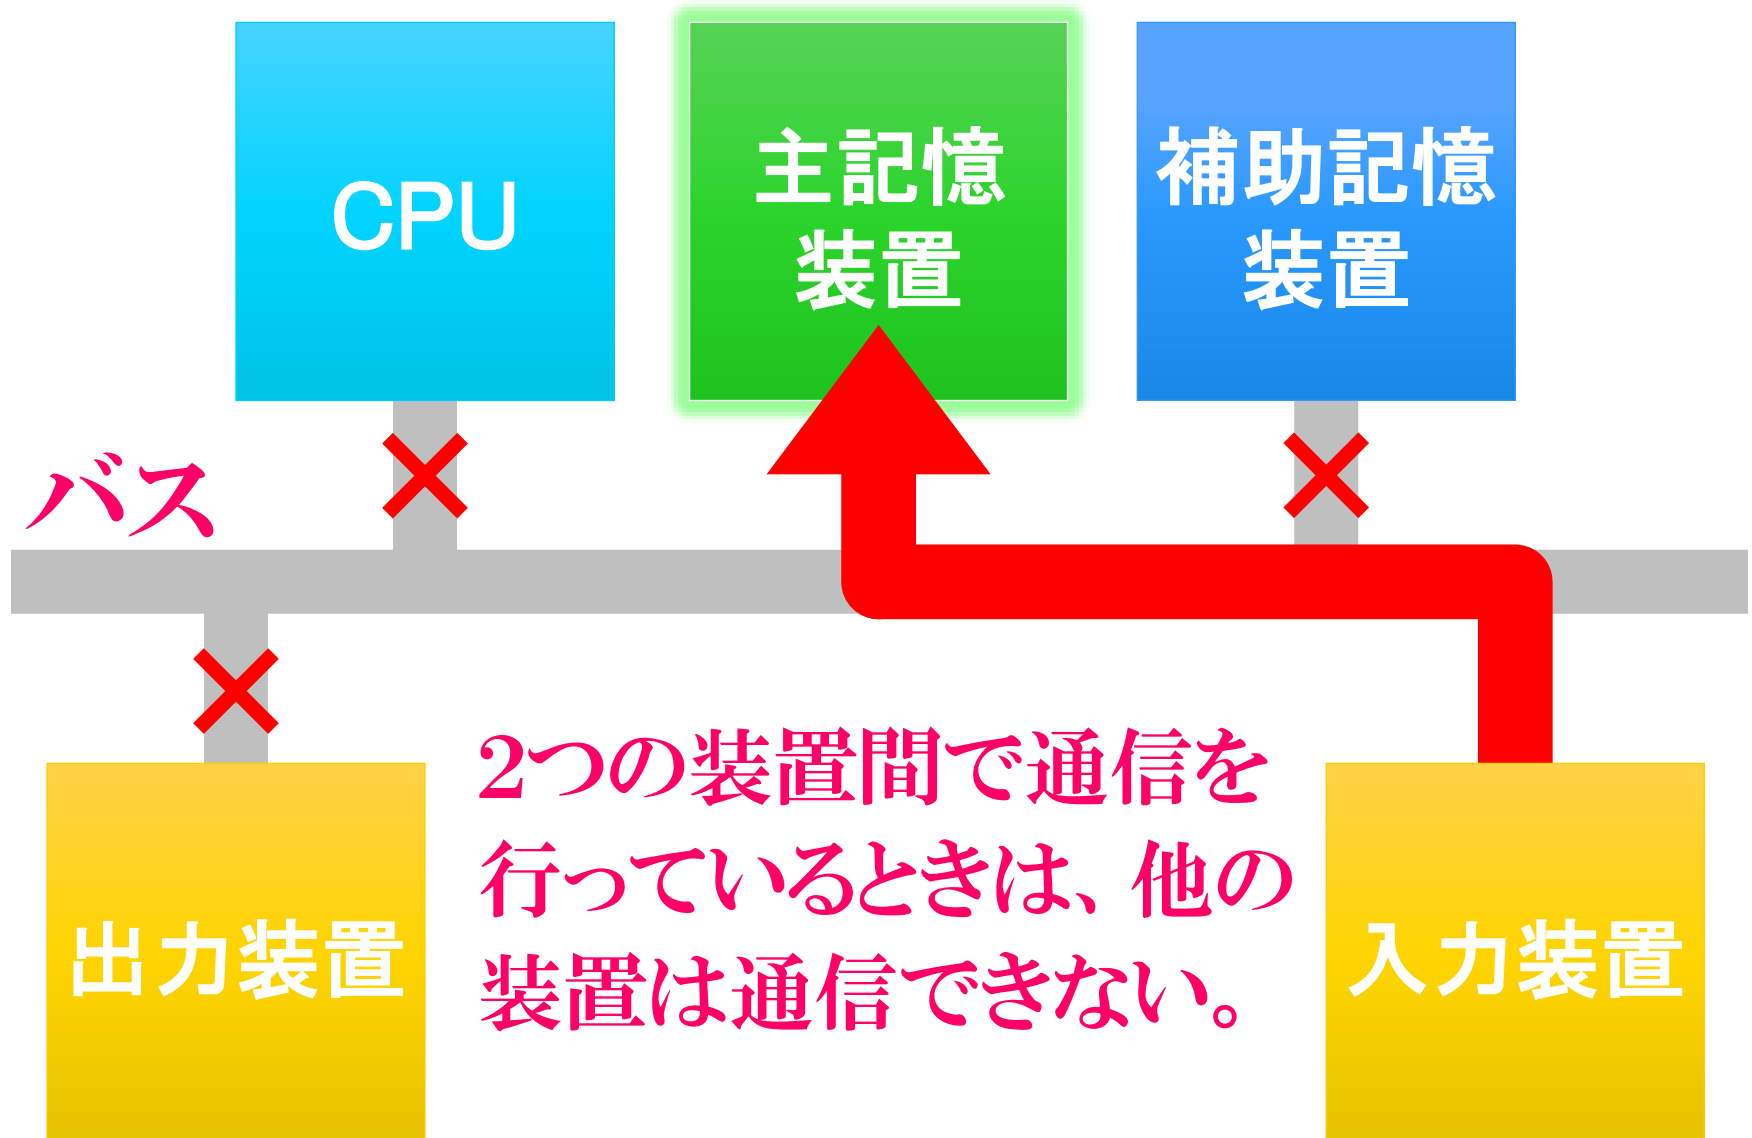 CPU
主記憶
装置
補助記憶
装置
バス
2つの装置間で通信を
行っているときは、他の
装置は通信できない。
出力装置
入力装置